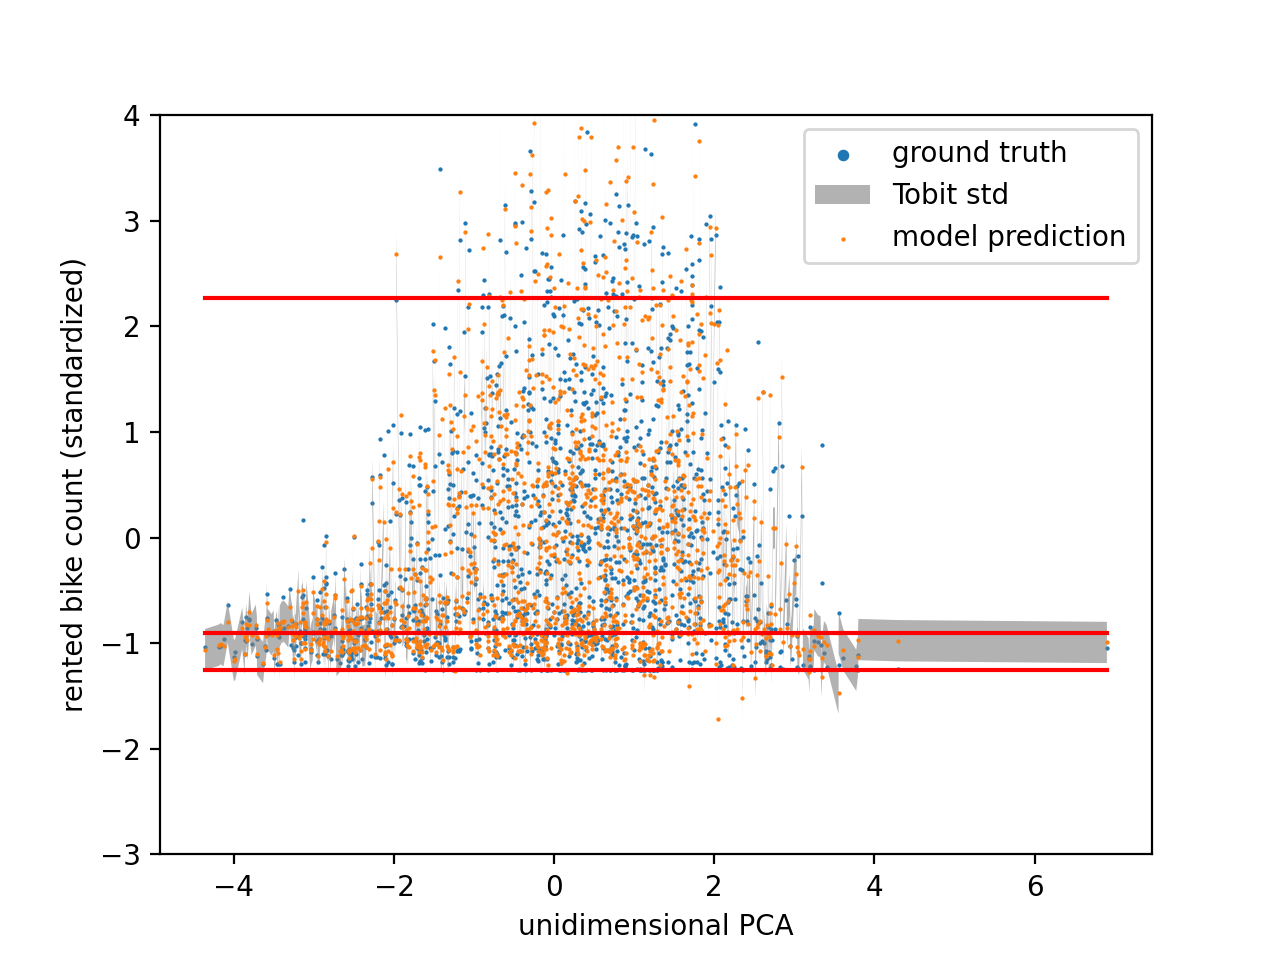 4
3
2
1
0
−1
−2
−3
rented bike count (standardized)
ground truth
Tobit std
model prediction
−4
−2
0
2
4
6
unidimensional PCA